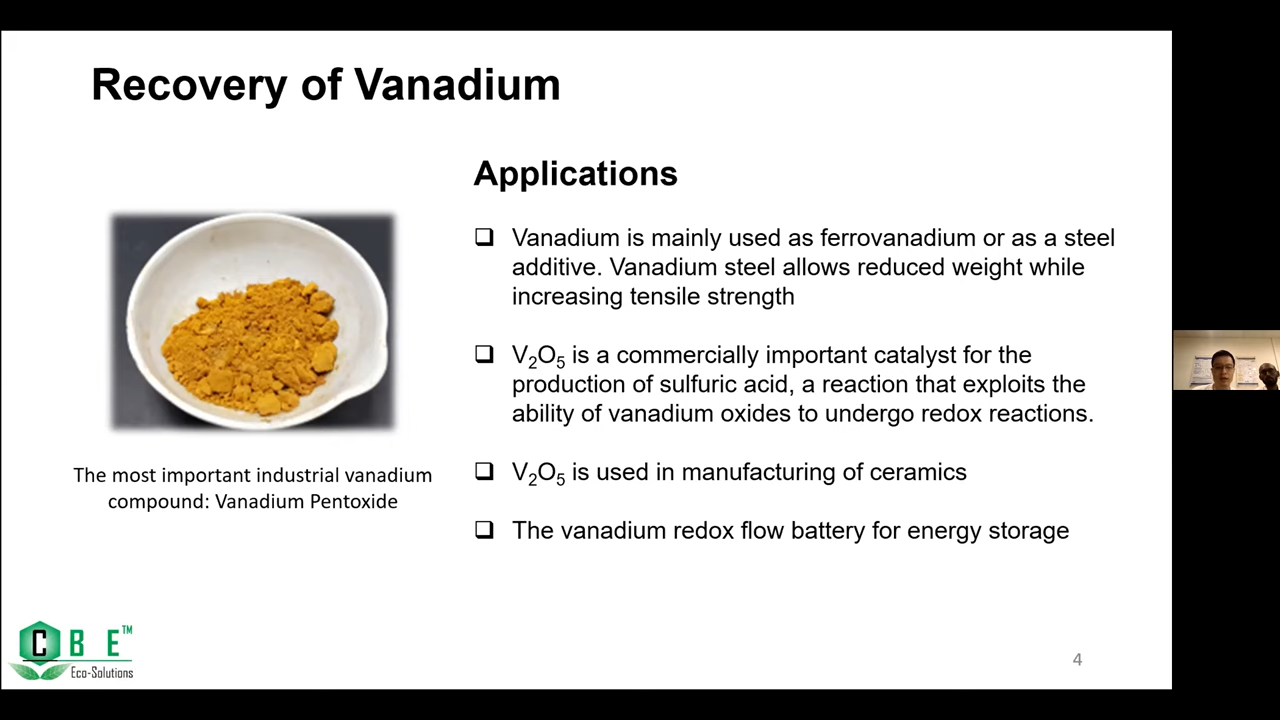 Recovery of Vanadium
Applications
❑ Vanadium is mainly used as ferrovanadium or as a steel
additive. Vanadium steel allows reduced weight while
increasing tensile strength
❑ V₂O₅ is a commercially important catalyst for the
production of sulfuric acid, a reaction that exploits the
ability of vanadium oxides to undergo redox reactions.
❑ V₂O₅ is used in manufacturing of ceramics
❑ The vanadium redox flow battery for energy storage
The most important industrial vanadium
compound: Vanadium Pentoxide
C B E™
Eco-Solutions
4